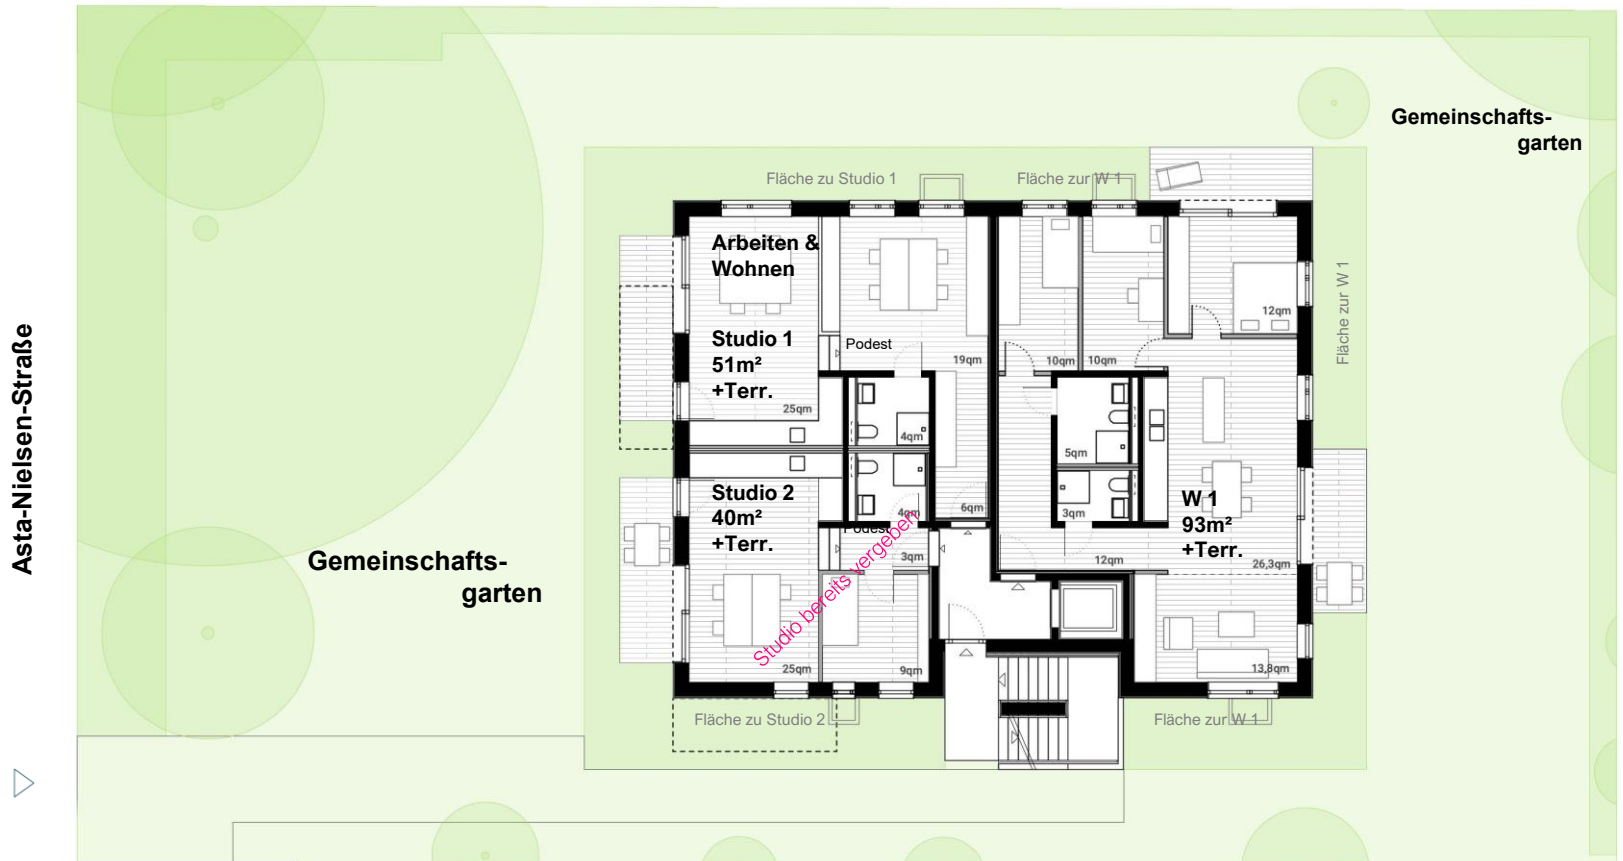 Asta-Nielsen-Straße
Gemeinschafts-
garten
Gemeinschafts-
garten
Fläche zu Studio 1
Fläche zur W 1
Fläche zur W 1
Arbeiten &
Wohnen
Studio 1
51m²
+Terr.
25qm
Podest
19qm
4qm
6qm
10qm
10qm
12qm
5qm
3qm
12qm
W 1
93m²
+Terr.
26,3qm
13,8qm
Studio 2
40m²
+Terr.
25qm
4qm
Podest
3qm
9qm
Studio bereits vergeben
Fläche zu Studio 2
Fläche zur W 1